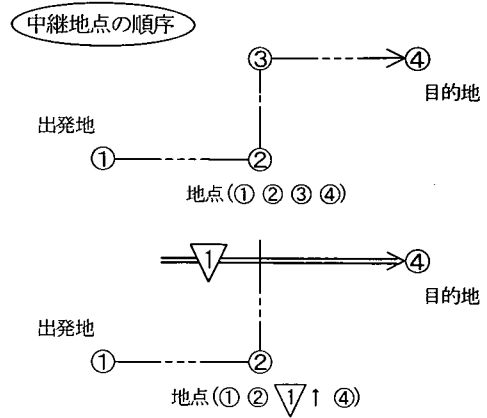 中継地点の順序
③ ④
目的地
出発地
① ②
地点(① ② ③ ④)
1 ④
目的地
出発地
① ②
地点(① ② 1 ↑ ④)